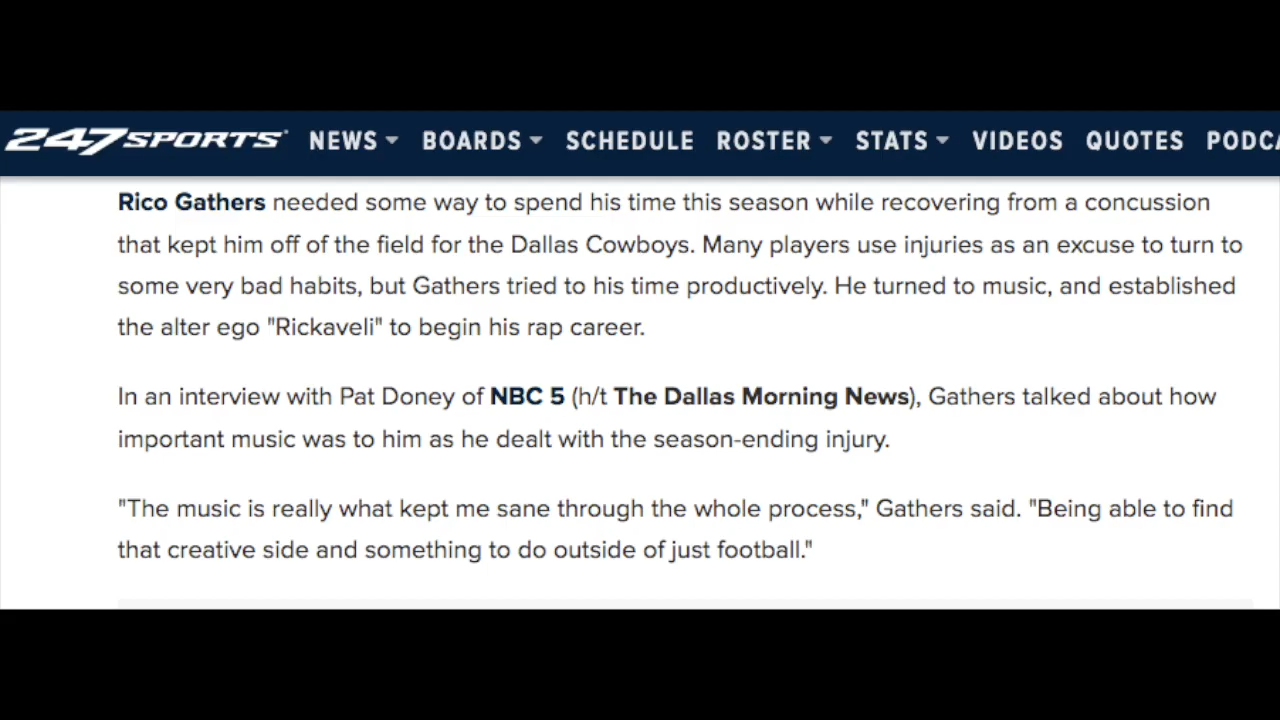 247SPORTS NEWS BOARDS SCHEDULE ROSTER STATS VIDEOS QUOTES PODCA
Rico Gathers needed some way to spend his time this season while recovering from a concussion
that kept him off of the field for the Dallas Cowboys. Many players use injuries as an excuse to turn to
some very bad habits, but Gathers tried to his time productively. He turned to music, and established
the alter ego "Rickaveli" to begin his rap career.
In an interview with Pat Doney of NBC 5 (h/t The Dallas Morning News), Gathers talked about how
important music was to him as he dealt with the season-ending injury.
"The music is really what kept me sane through the whole process," Gathers said. "Being able to find
that creative side and something to do outside of just football."